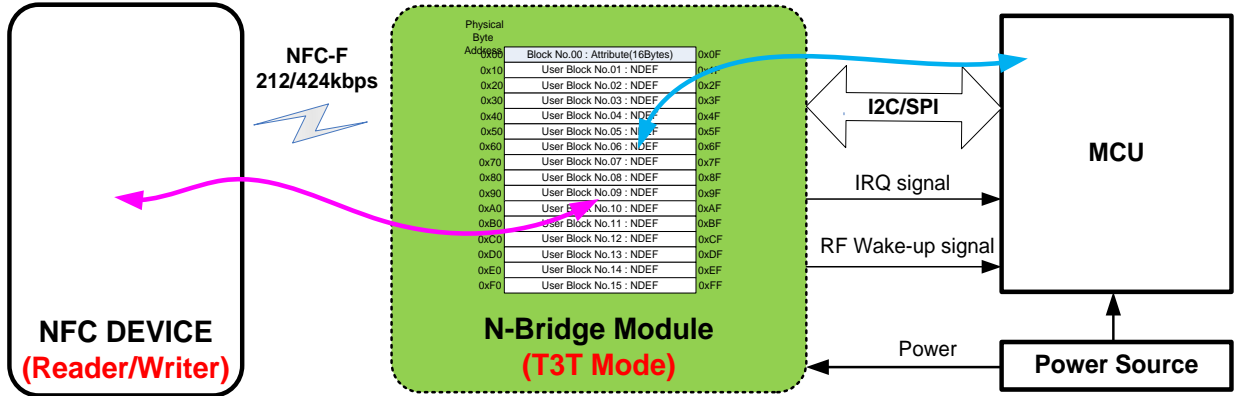 NFC DEVICE
(Reader/Writer)
NFC-F
212/424kbps
Physical
Byte
Address
0x00 Block No.00 : Attribute(16Bytes) 0x0F
0x10 User Block No.01 : NDEF 0x1F
0x20 User Block No.02 : NDEF 0x2F
0x30 User Block No.03 : NDEF 0x3F
0x40 User Block No.04 : NDEF 0x4F
0x50 User Block No.05 : NDEF 0x5F
0x60 User Block No.06 : NDEF 0x6F
0x70 User Block No.07 : NDEF 0x7F
0x80 User Block No.08 : NDEF 0x8F
0x90 User Block No.09 : NDEF 0x9F
0xA0 User Block No.10 : NDEF 0xAF
0xB0 User Block No.11 : NDEF 0xBF
0xC0 User Block No.12 : NDEF 0xCF
0xD0 User Block No.13 : NDEF 0xDF
0xE0 User Block No.14 : NDEF 0xEF
0xF0 User Block No.15 : NDEF 0xFF
N-Bridge Module
(T3T Mode)
I2C/SPI
IRQ signal
RF Wake-up signal
Power
MCU
Power Source